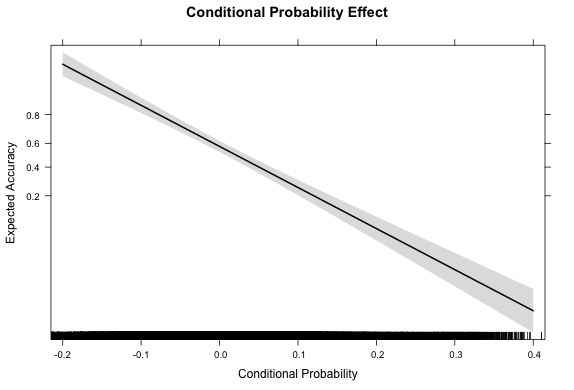 Conditional Probability Effect
Expected Accuracy
0.8
0.6
0.4
0.2
-0.2 -0.1 0.0 0.1 0.2 0.3 0.4
Conditional Probability